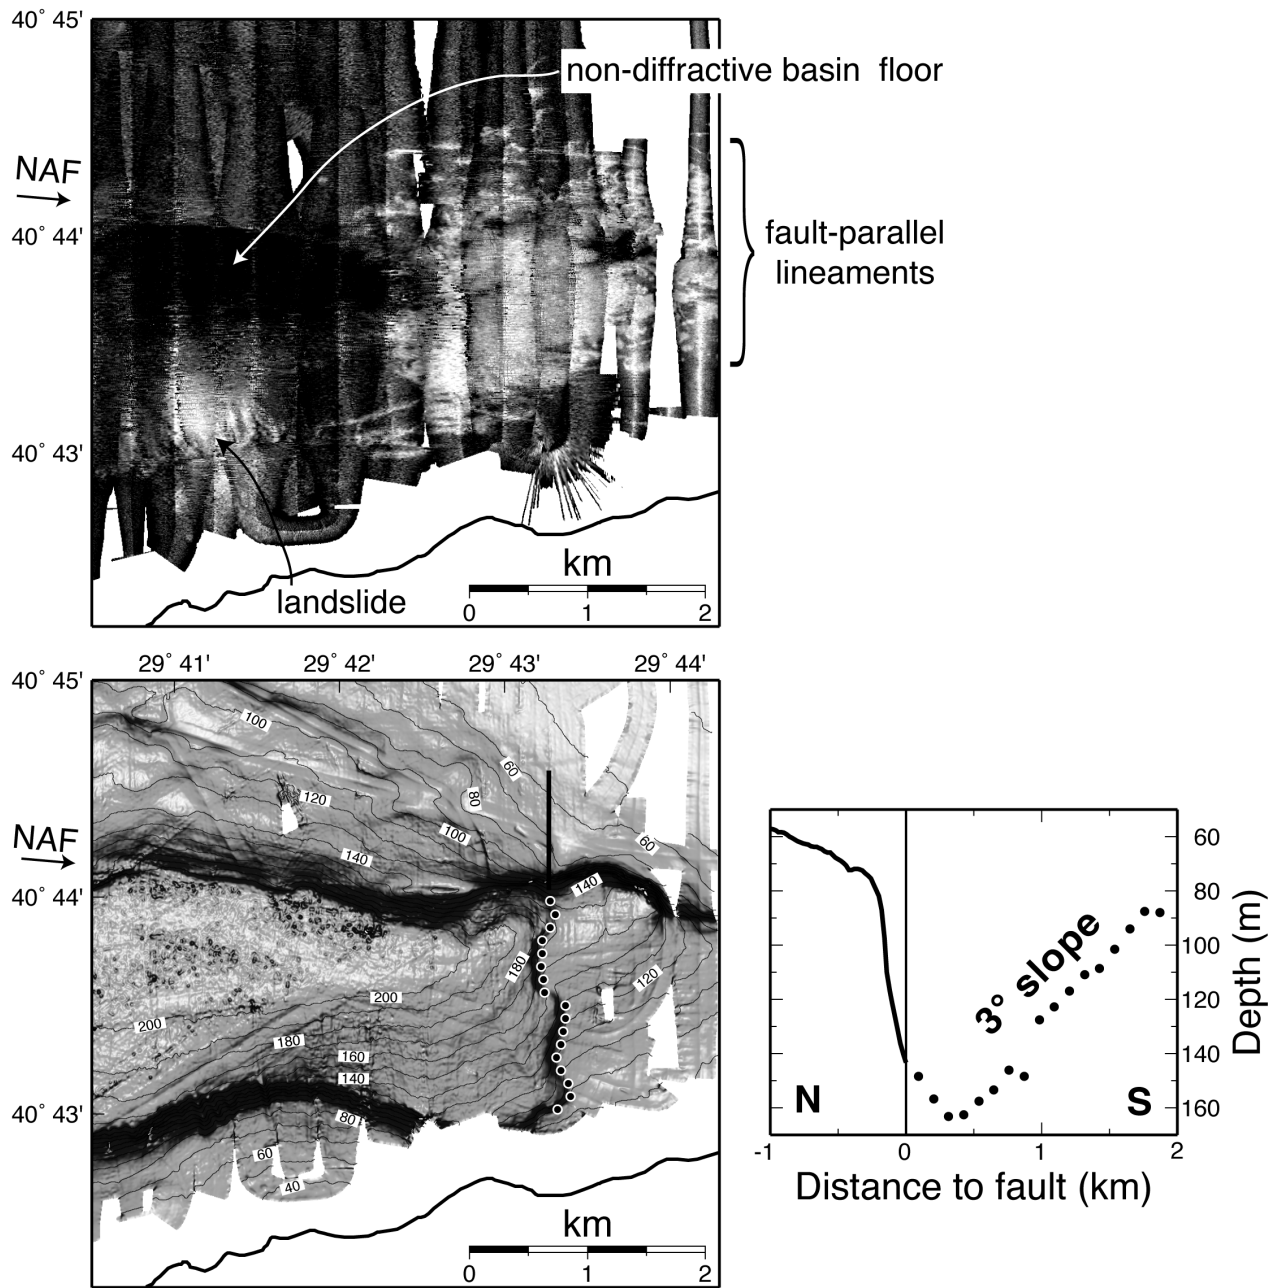 40° 45'
non-diffractive basin floor
NAF
40° 44'
fault-parallel
lineaments
40° 43'
landslide
km
0 1 2
29° 41' 29° 42' 29° 43' 29° 44'
40° 45'
100
60
120
80
100
60
NAF
140
140
40° 44'
180
120
200
200
180
160
140
40° 43'
80
60
40
km
0 1 2
60
80
100
120
140
160
Depth (m)
3° slope
N S
-1 0 1 2
Distance to fault (km)